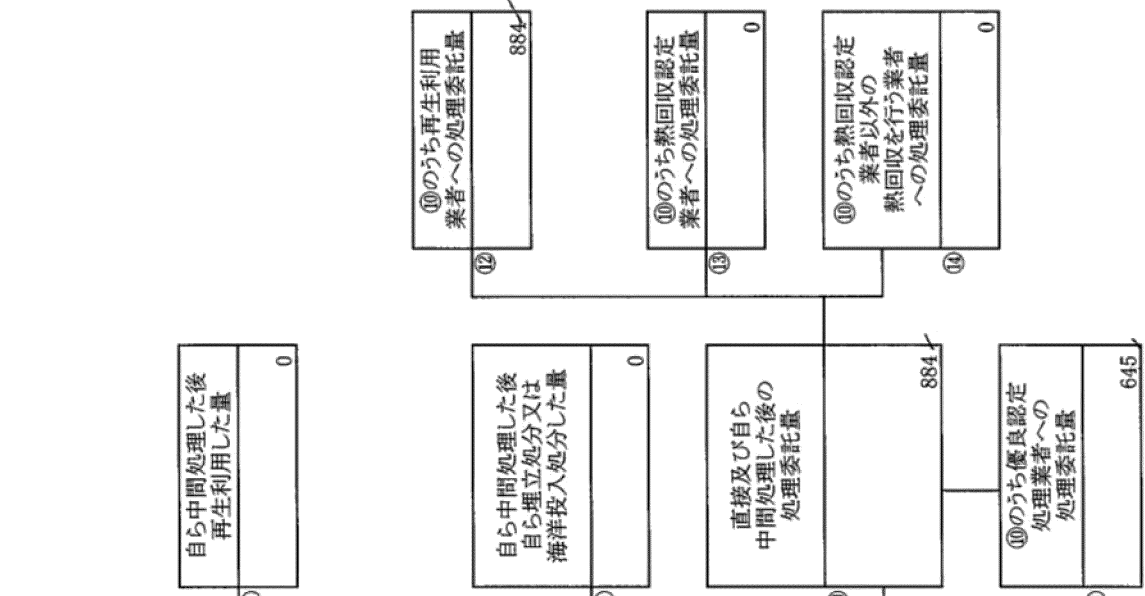 自ら中間処理した後
再生利用した量
0
自ら中間処理した後
自ら埋立処分又は
海洋投入処分した量
0
直接及び自ら
中間処理した後の
処理委託量
884
⑩のうち優良認定
処理業者への
処理委託量
645
⑩のうち再生利用
業者への処理委託量
884
⑫
⑩のうち熱回収認定
業者への処理委託量
0
⑬
⑩のうち熱回収認定
業者以外の
熱回収を行う業者
への処理委託量
0
⑭